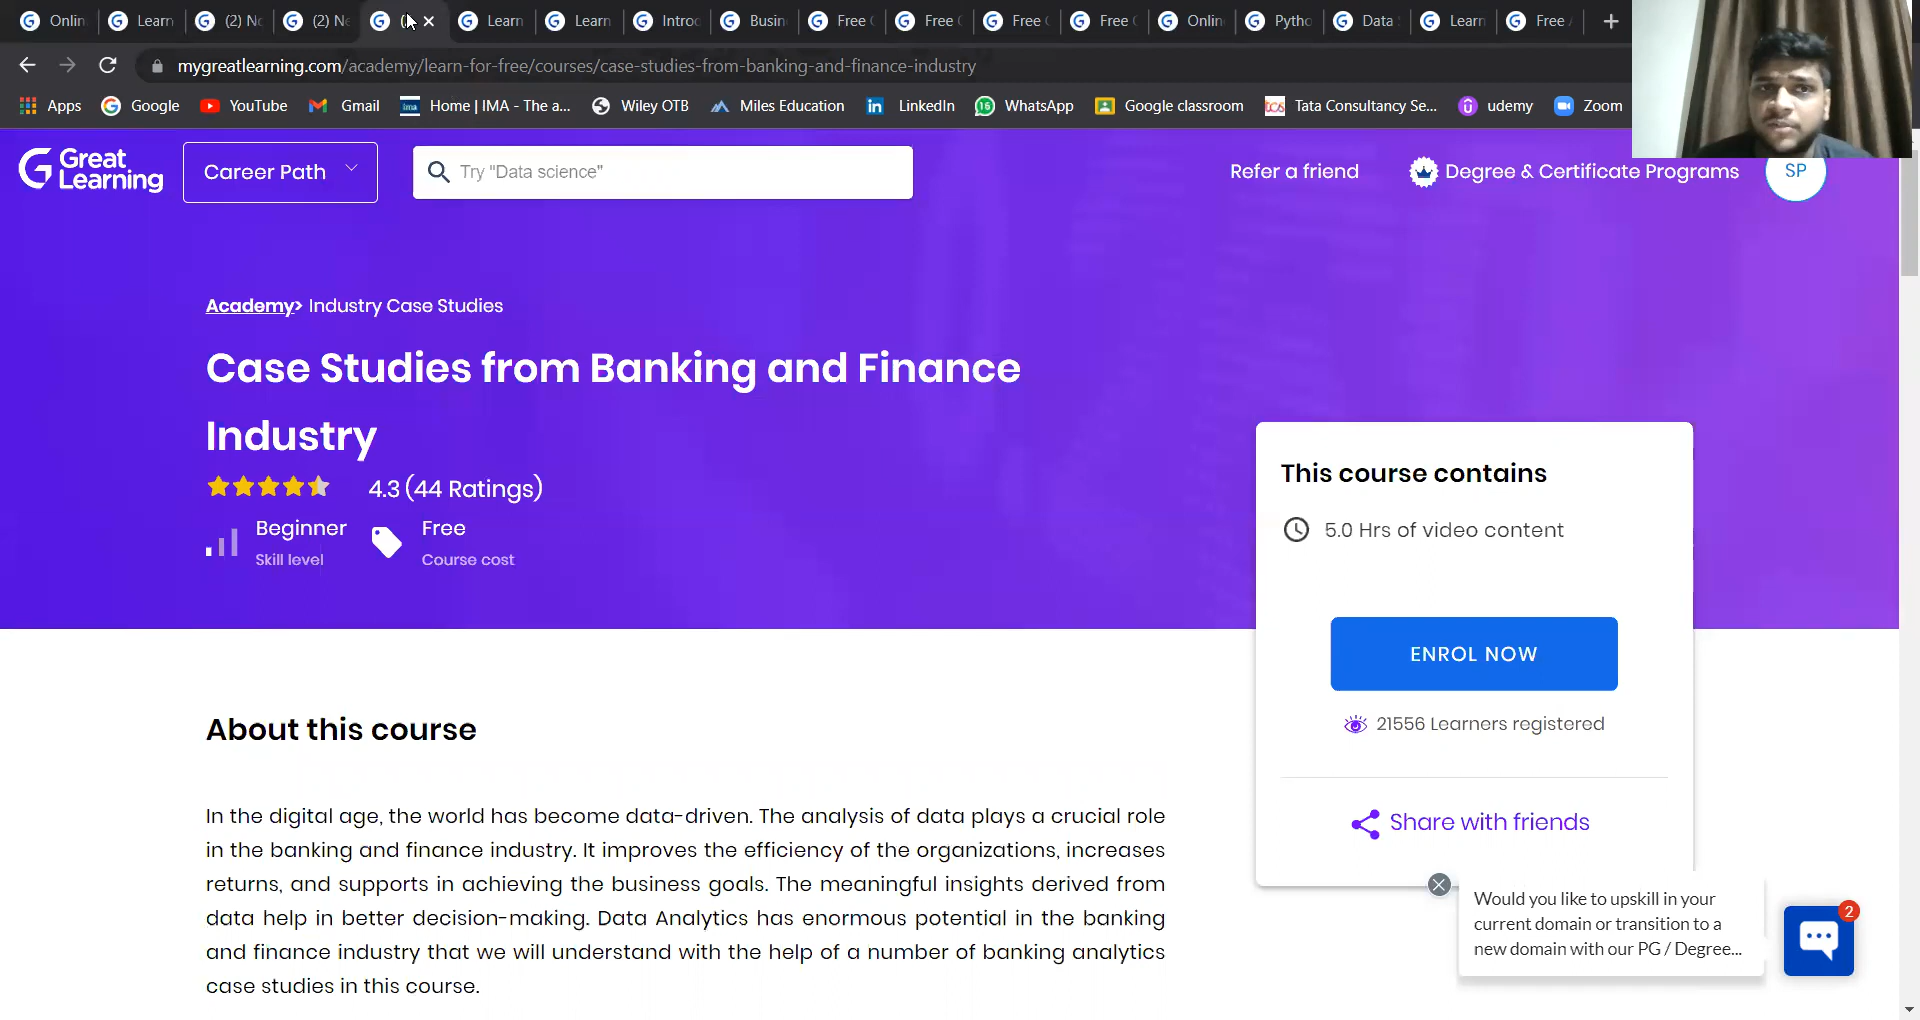 Onlin
Learn
(2) N
(2) Ne
Learn
Learn
Introc
Busin
Free
Free
Free
Free
Onlin
Pytho
Data
Learn
Free
mygreatlearning.com/academy/learn-for-free/courses/case-studies-from-banking-and-finance-industry
Apps
Google
YouTube
Gmail
Home | IMA - The a...
Wiley OTB
Miles Education
LinkedIn
16
WhatsApp
Google classroom
Tata Consultancy Se...
udemy
Zoom
Great
Learning
Career Path
Try "Data science"
Refer a friend
Degree & Certificate Programs
SP
Academy> Industry Case Studies
Case Studies from Banking and Finance
Industry
4.3 (44 Ratings)
Beginner
Skill level
Free
Course cost
This course contains
5.0 Hrs of video content
ENROL NOW
21556 Learners registered
Share with friends
About this course
In the digital age, the world has become data-driven. The analysis of data plays a crucial role
in the banking and finance industry. It improves the efficiency of the organizations, increases
returns, and supports in achieving the business goals. The meaningful insights derived from
data help in better decision-making. Data Analytics has enormous potential in the banking
and finance industry that we will understand with the help of a number of banking analytics
case studies in this course.
Would you like to upskill in your
current domain or transition to a
new domain with our PG / Degree...
2